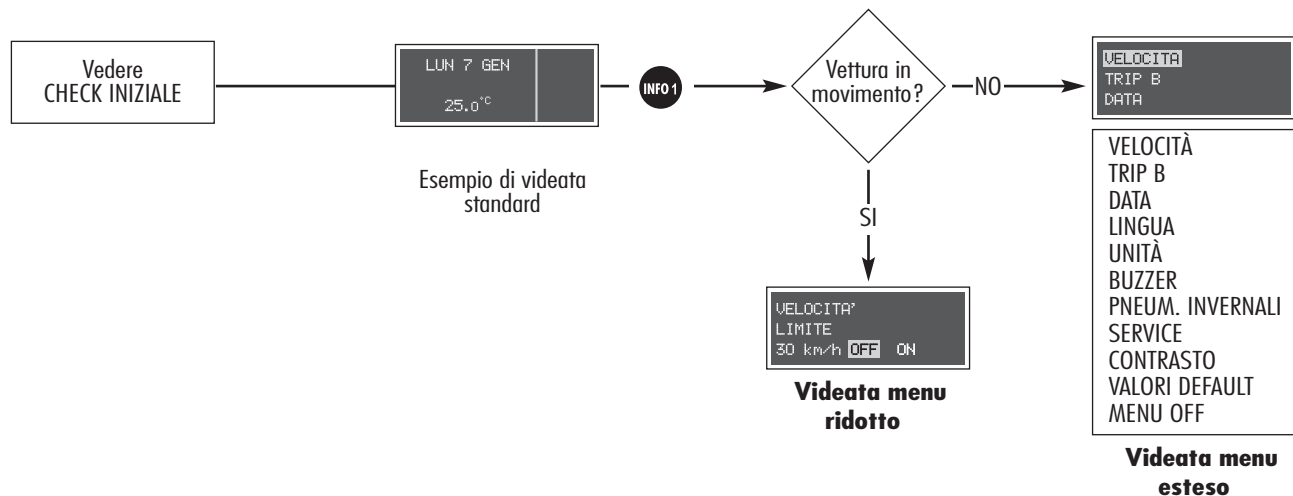 Vedere
CHECK INIZIALE
LUN 7 GEN
25.0°C
Esempio di videata
standard
INFO 1
Vettura in
movimento?
NO
SI
VELOCITA'
LIMITE
30 km/h OFF ON
Videata menu
ridotto
VELOCITA
TRIP B
DATA
VELOCITÀ
TRIP B
DATA
LINGUA
UNITÀ
BUZZER
PNEUM. INVERNALI
SERVICE
CONTRASTO
VALORI DEFAULT
MENU OFF
Videata menu
esteso